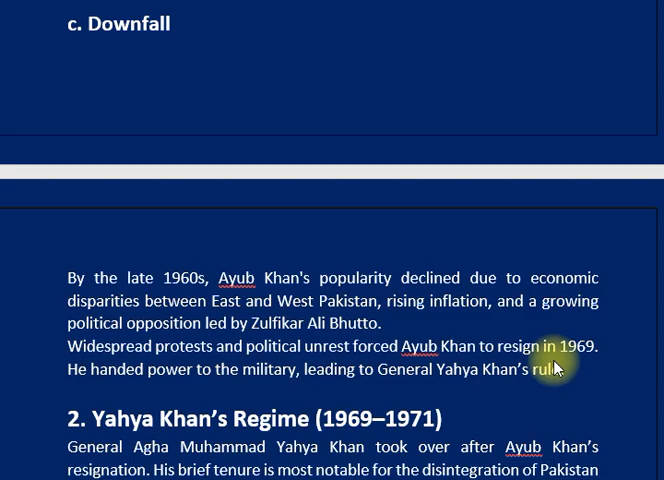 c. Downfall
By the late 1960s, Ayub Khan's popularity declined due to economic
disparities between East and West Pakistan, rising inflation, and a growing
political opposition led by Zulfikar Ali Bhutto.
Widespread protests and political unrest forced Ayub Khan to resign in 1969.
He handed power to the military, leading to General Yahya Khan’s rule.
2. Yahya Khan’s Regime (1969–1971)
General Agha Muhammad Yahya Khan took over after Ayub Khan’s
resignation. His brief tenure is most notable for the disintegration of Pakistan